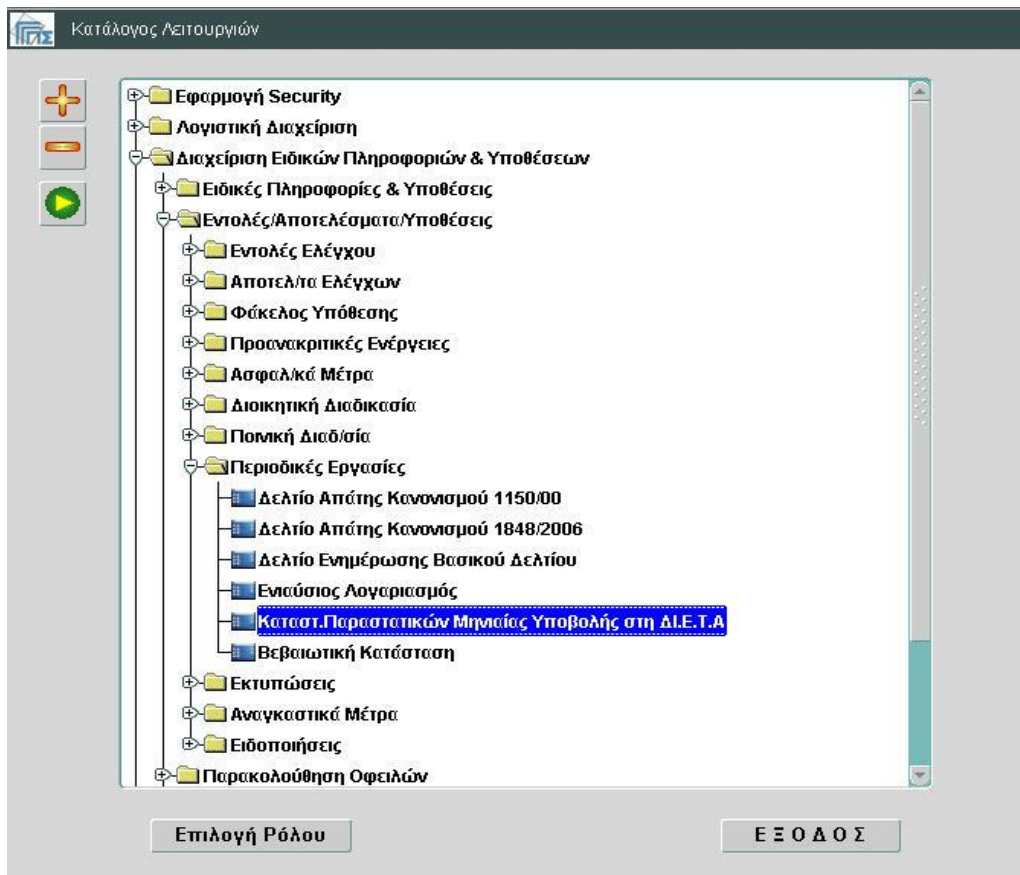 ΓΓΠΣ
Κατάλογος Λειτουργιών
Εφαρμογή Security
Λογιστική Διαχείριση
Διαχείριση Ειδικών Πληροφοριών & Υποθέσεων
Ειδικές Πληροφορίες & Υποθέσεις
Εντολές/Αποτελέσματα/Υποθέσεις
Εντολές Ελέγχου
Αποτελ/τα Ελέγχων
Φάκελος Υπόθεσης
Προανακριτικές Ενέργειες
Ασφαλ/κά Μέτρα
Διοικητική Διαδικασία
Ποινική Διαδ/σία
Περιοδικές Εργασίες
Δελτίο Απάτης Κανονισμού 1150/00
Δελτίο Απάτης Κανονισμού 1848/2006
Δελτίο Ενημέρωσης Βασικού Δελτίου
Ενιαύσιος Λογαριασμός
Καταστ.Παραστατικών Μηνιαίας Υποβολής στη ΔΙ.Ε.Τ.Α
Βεβαιωτική Κατάσταση
Εκτυπώσεις
Αναγκαστικά Μέτρα
Ειδοποιήσεις
Παρακολούθηση Οφειλών
Επιλογή Ρόλου
Ε Ξ Ο Δ Ο Σ